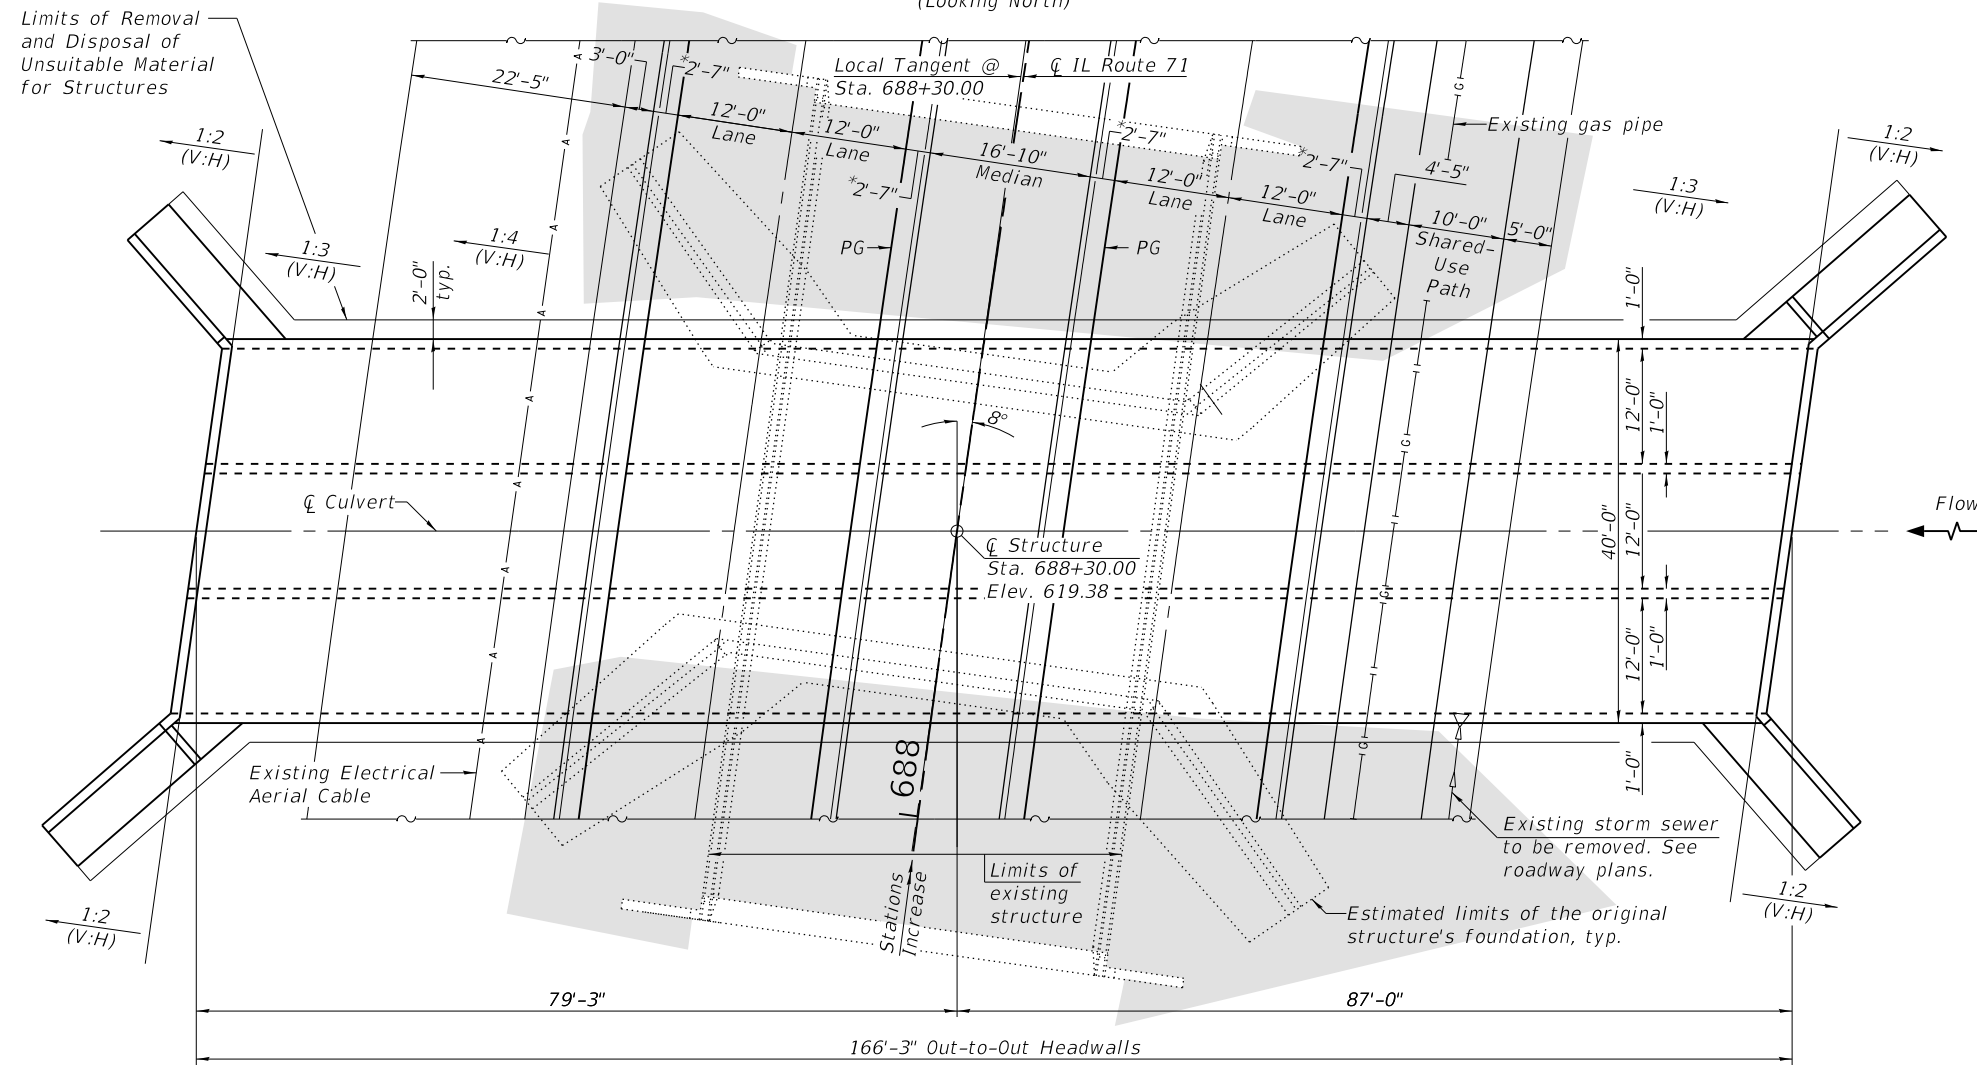 (Looking North)
Limits of Removal
and Disposal of
Unsuitable Material
for Structures
22'-5"
3'-0"
*2'-7"
Local Tangent @
Sta. 688+30.00
℄ IL Route 71
12'-0"
Lane
12'-0"
Lane
*2'-7"
16'-10"
Median
*2'-7"
12'-0"
Lane
12'-0"
Lane
*2'-7"
4'-5"
10'-0"
Shared-
Use
Path
5'-0"
Existing gas pipe
1:2
(V:H)
1:3
(V:H)
1:4
(V:H)
1:3
(V:H)
1:2
(V:H)
2'-0"
typ.
PG
PG
A
A
A
A
A
A
A
A
A
G
G
G
G
8°
1'-0"
12'-0"
1'-0"
40'-0"
12'-0"
12'-0"
1'-0"
1'-0"
℄ Culvert
℄ Structure
Sta. 688+30.00
Elev. 619.38
Flow
688
Stations
Increase
Existing Electrical
Aerial Cable
Limits of
existing
structure
Existing storm sewer
to be removed. See
roadway plans.
Estimated limits of the original
structure's foundation, typ.
1:2
(V:H)
1:2
(V:H)
79'-3"
87'-0"
166'-3" Out-to-Out Headwalls